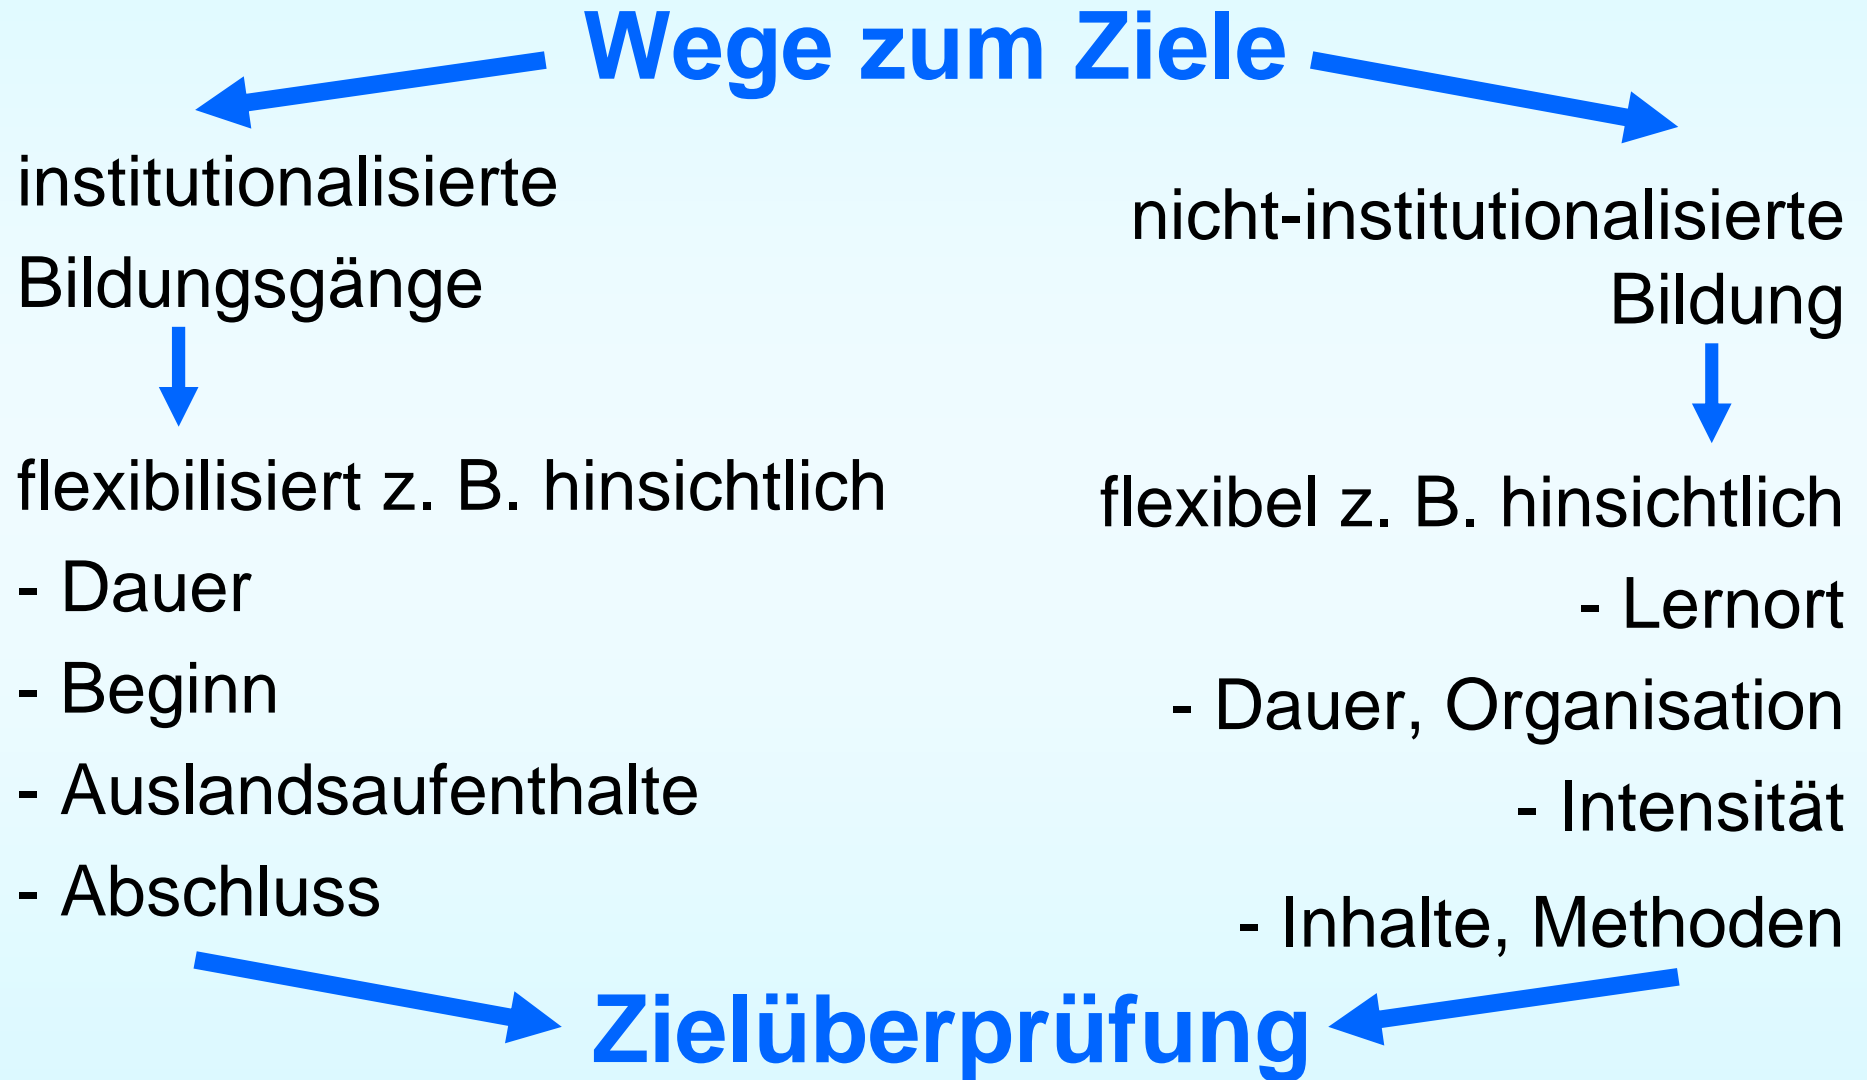 Wege zum Ziele
institutionalisierte
Bildungsgänge
flexibilisiert z. B. hinsichtlich
- Dauer
- Beginn
- Auslandsaufenthalte
- Abschluss
nicht-institutionalisierte
Bildung
flexibel z. B. hinsichtlich
- Lernort
- Dauer, Organisation
- Intensität
- Inhalte, Methoden
Zielüberprüfung